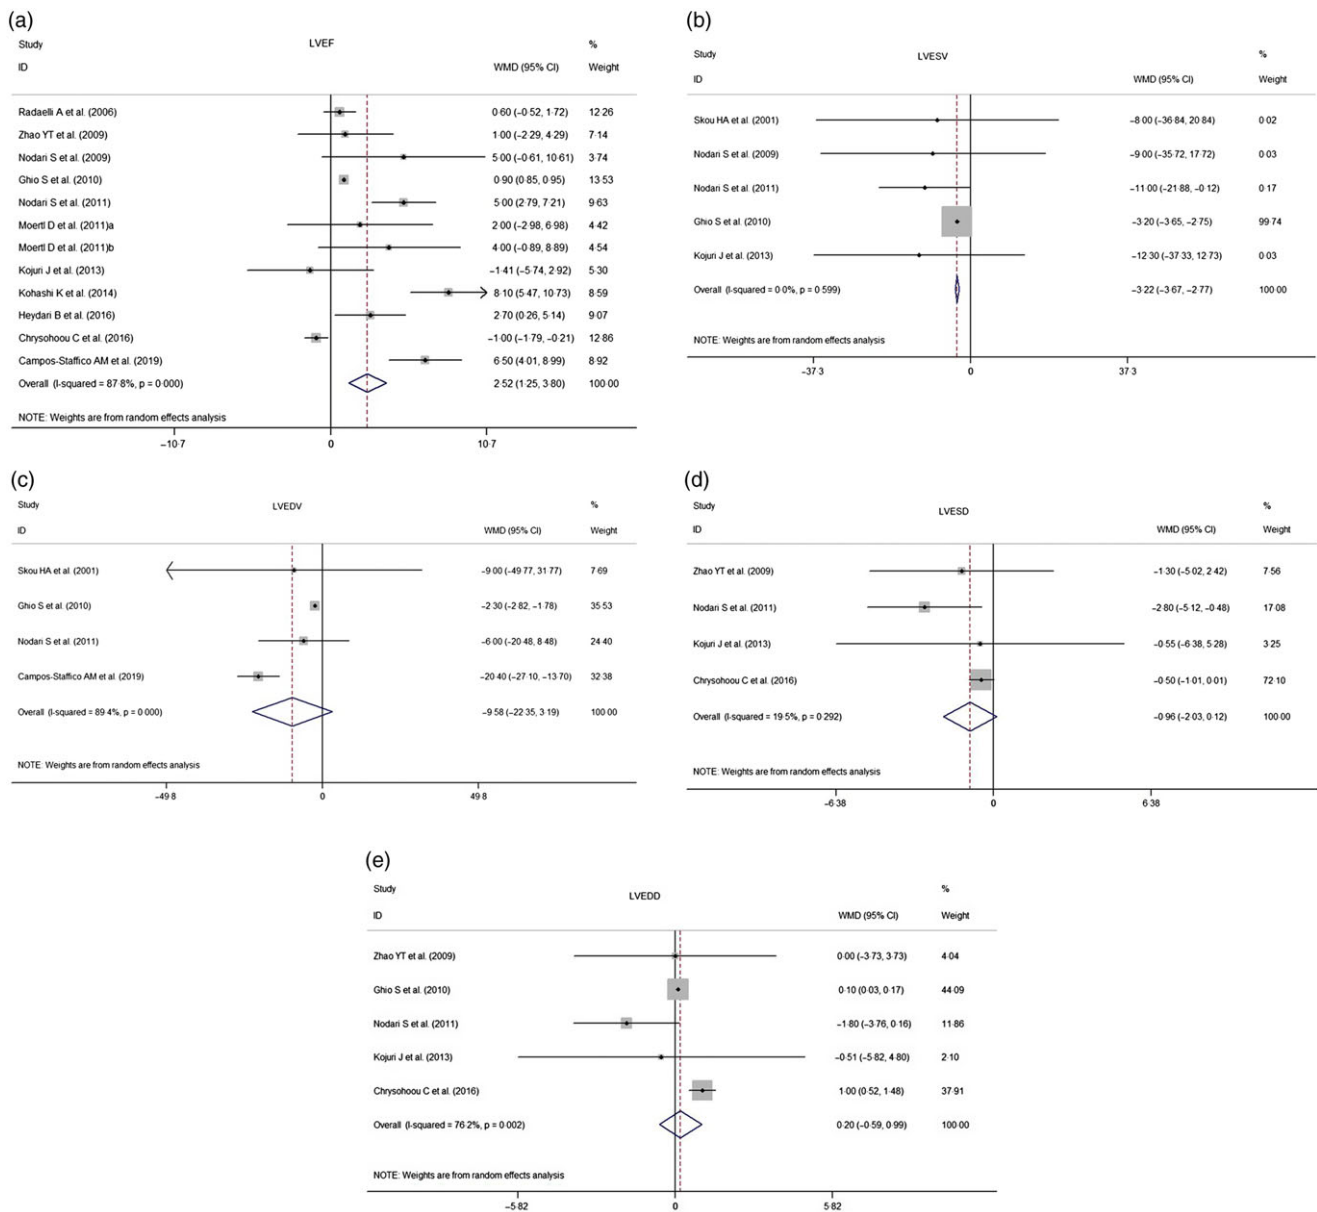 (a)
Study LVEF %
ID WMD (95% CI) Weight
Radaelli A et al. (2006) 0·60 (−0·52, 1·72) 12·26
Zhao YT et al. (2009) 1·00 (−2·29, 4·29) 7·14
Nodari S et al. (2009) 5·00 (−0·61, 10·61) 3·74
Ghio S et al. (2010) 0·90 (0·85, 0·95) 13·53
Nodari S et al. (2011) 5·00 (2·79, 7·21) 9·63
Moertl D et al. (2011)a 2·00 (−2·98, 6·98) 4·42
Moertl D et al. (2011)b 4·00 (−0·89, 8·89) 4·54
Kojuri J et al. (2013) −1·41 (−5·74, 2·92) 5·30
Kohashi K et al. (2014) 8·10 (5·47, 10·73) 8·59
Heydari B et al. (2016) 2·70 (0·26, 5·14) 9·07
Chrysohoou C et al. (2016) −1·00 (−1·79, −0·21) 12·86
Campos-Staffico AM et al. (2019) 6·50 (4·01, 8·99) 8·92
Overall (I-squared = 87·8%, p = 0·000) 2·52 (1·25, 3·80) 100·00
NOTE: Weights are from random effects analysis
−10·7 0 10·7
(b)
Study LVESV %
ID WMD (95% CI) Weight
Skou HA et al. (2001) −8·00 (−36·84, 20·84) 0·02
Nodari S et al. (2009) −9·00 (−35·72, 17·72) 0·03
Nodari S et al. (2011) −11·00 (−21·88, −0·12) 0·17
Ghio S et al. (2010) −3·20 (−3·65, −2·75) 99·74
Kojuri J et al. (2013) −12·30 (−37·33, 12·73) 0·03
Overall (I-squared = 0·0%, p = 0·599) −3·22 (−3·67, −2·77) 100·00
NOTE: Weights are from random effects analysis
−37·3 0 37·3
(c)
Study LVEDV %
ID WMD (95% CI) Weight
Skou HA et al. (2001) −9·00 (−49·77, 31·77) 7·69
Ghio S et al. (2010) −2·30 (−2·82, −1·78) 35·53
Nodari S et al. (2011) −6·00 (−20·48, 8·48) 24·40
Campos-Staffico AM et al. (2019) −20·40 (−27·10, −13·70) 32·38
Overall (I-squared = 89·4%, p = 0·000) −9·58 (−22·35, 3·19) 100·00
NOTE: Weights are from random effects analysis
−49·8 0 49·8
(d)
Study LVESD %
ID WMD (95% CI) Weight
Zhao YT et al. (2009) −1·30 (−5·02, 2·42) 7·56
Nodari S et al. (2011) −2·80 (−5·12, −0·48) 17·08
Kojuri J et al. (2013) −0·55 (−6·38, 5·28) 3·25
Chrysohoou C et al. (2016) −0·50 (−1·01, 0·01) 72·10
Overall (I-squared = 19·5%, p = 0·292) −0·96 (−2·03, 0·12) 100·00
NOTE: Weights are from random effects analysis
−6·38 0 6·38
(e)
Study LVEDD %
ID WMD (95% CI) Weight
Zhao YT et al. (2009) 0·00 (−3·73, 3·73) 4·04
Ghio S et al. (2010) 0·10 (0·03, 0·17) 44·09
Nodari S et al. (2011) −1·80 (−3·76, 0·16) 11·86
Kojuri J et al. (2013) −0·51 (−5·82, 4·80) 2·10
Chrysohoou C et al. (2016) 1·00 (0·52, 1·48) 37·91
Overall (I-squared = 76·2%, p = 0·002) 0·20 (−0·59, 0·99) 100·00
NOTE: Weights are from random effects analysis
−5·82 0 5·82